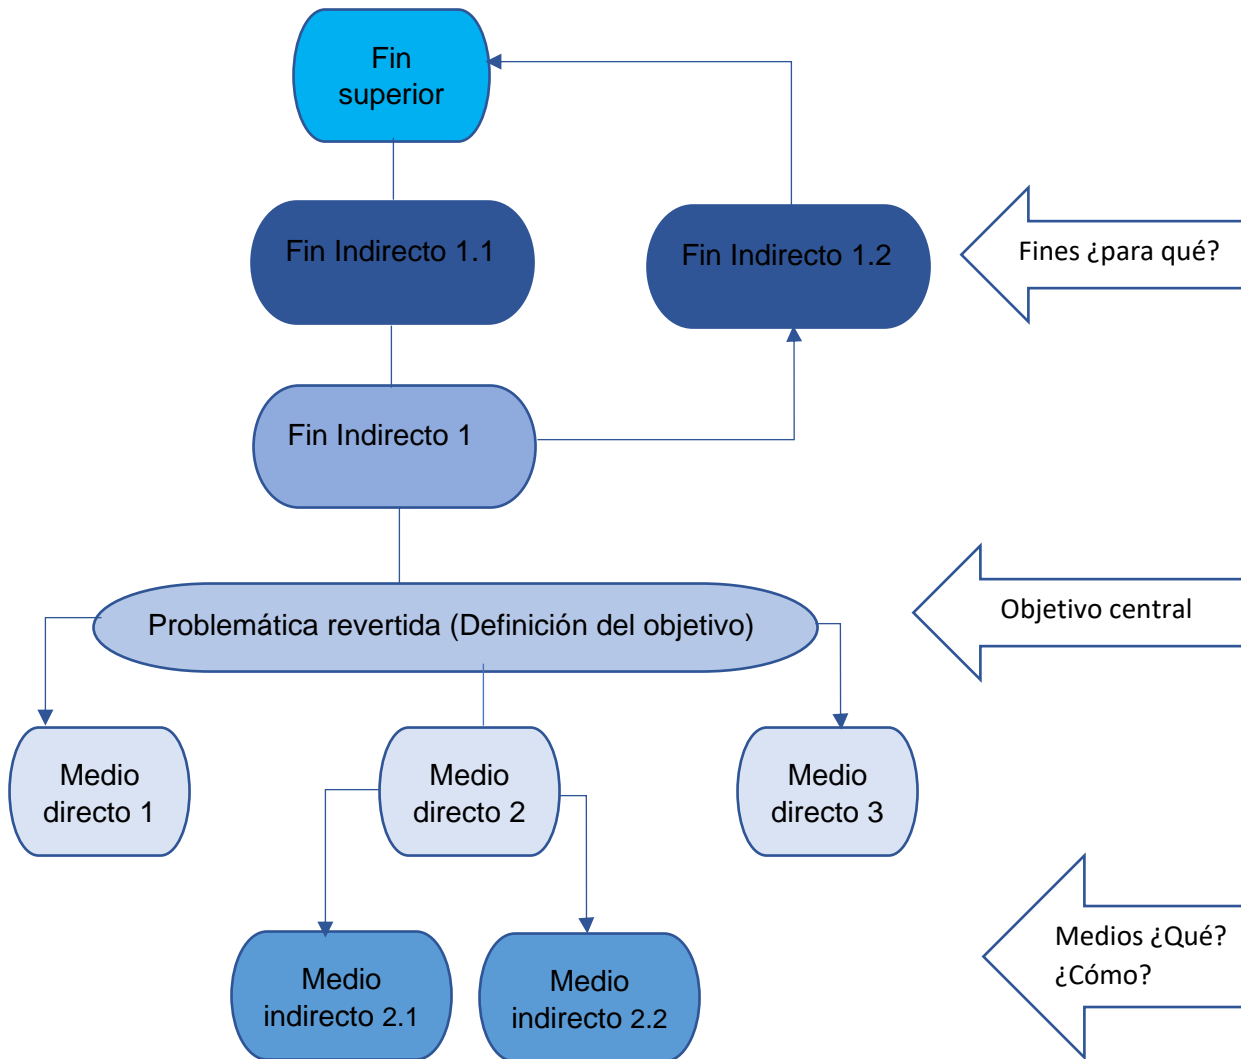 Fin
superior
Fin Indirecto 1.1
Fin Indirecto 1.2
Fines ¿para qué?
Fin Indirecto 1
Problemática revertida (Definición del objetivo)
Objetivo central
Medio
directo 1
Medio
directo 2
Medio
directo 3
Medios ¿Qué?
¿Cómo?
Medio
indirecto 2.1
Medio
indirecto 2.2